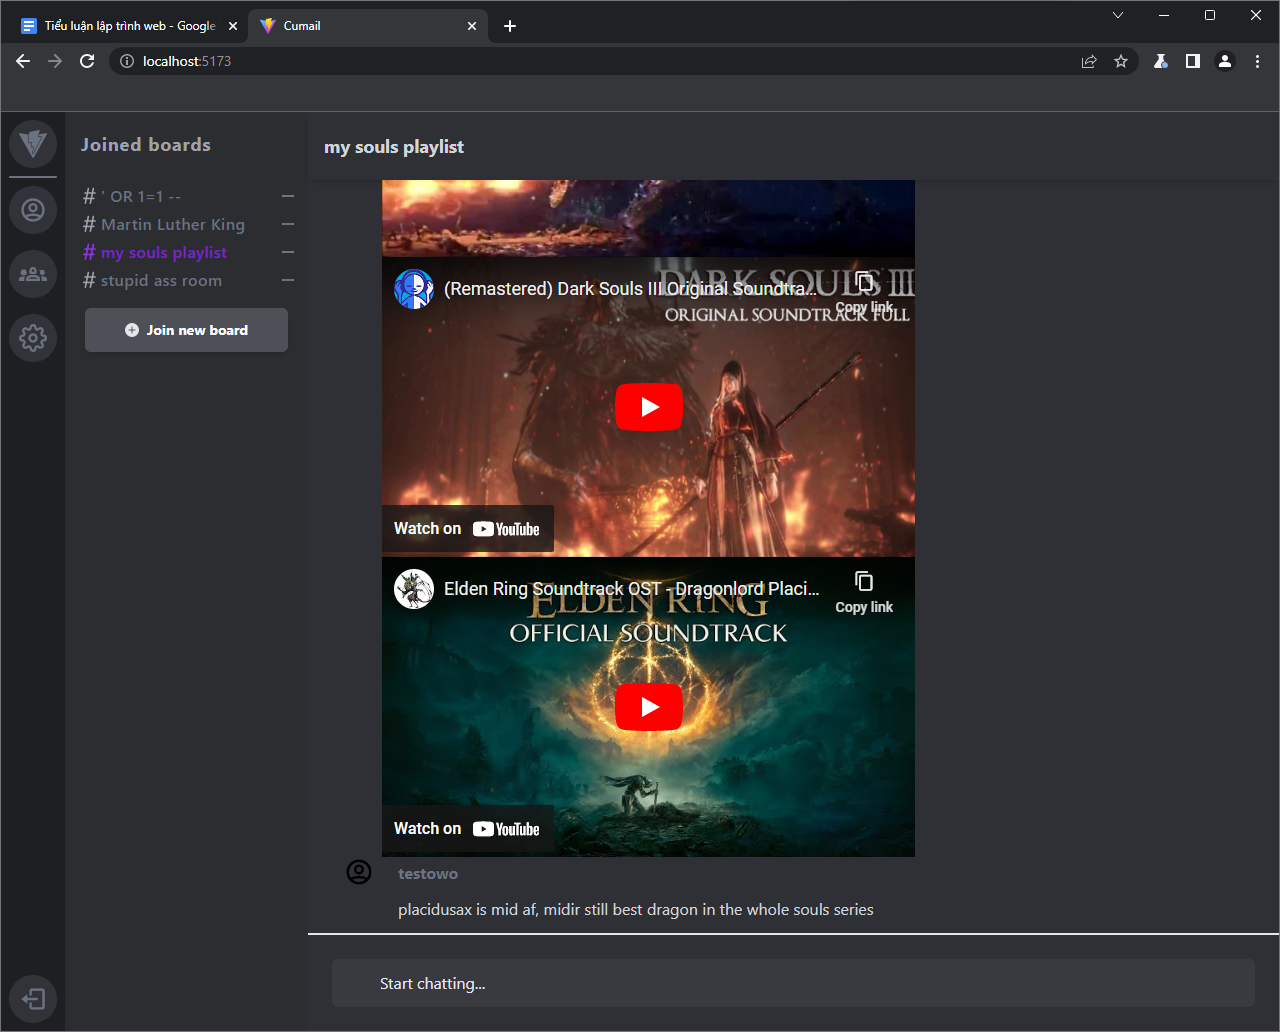 Tiểu luận lập trình web - Google
Cumail
localhost:5173
Joined boards
# ' OR 1=1 --
# Martin Luther King
# my souls playlist
# stupid ass room
Join new board
my souls playlist
DARK SOULS III
(Remastered) Dark Souls III Original Soundtra...
Copy link
ORIGINAL SOUNDTRACK FULL
Watch on YouTube
Elden Ring Soundtrack OST - Dragonlord Placi...
Copy link
ELDEN RING
OFFICIAL SOUNDTRACK
Watch on YouTube
testowo
placidusax is mid af, midir still best dragon in the whole souls series
Start chatting...